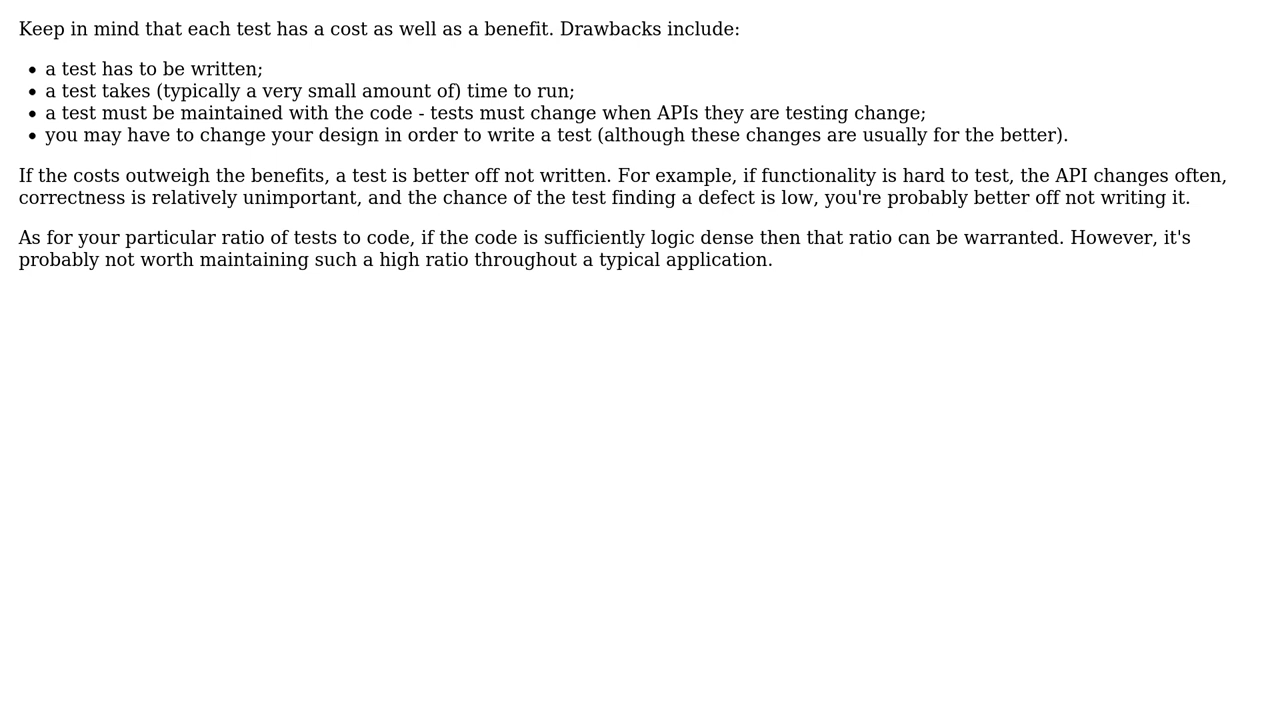 Keep in mind that each test has a cost as well as a benefit. Drawbacks include:
• a test has to be written;
• a test takes (typically a very small amount of) time to run;
• a test must be maintained with the code - tests must change when APIs they are testing change;
• you may have to change your design in order to write a test (although these changes are usually for the better).
If the costs outweigh the benefits, a test is better off not written. For example, if functionality is hard to test, the API changes often,
correctness is relatively unimportant, and the chance of the test finding a defect is low, you're probably better off not writing it.
As for your particular ratio of tests to code, if the code is sufficiently logic dense then that ratio can be warranted. However, it's
probably not worth maintaining such a high ratio throughout a typical application.